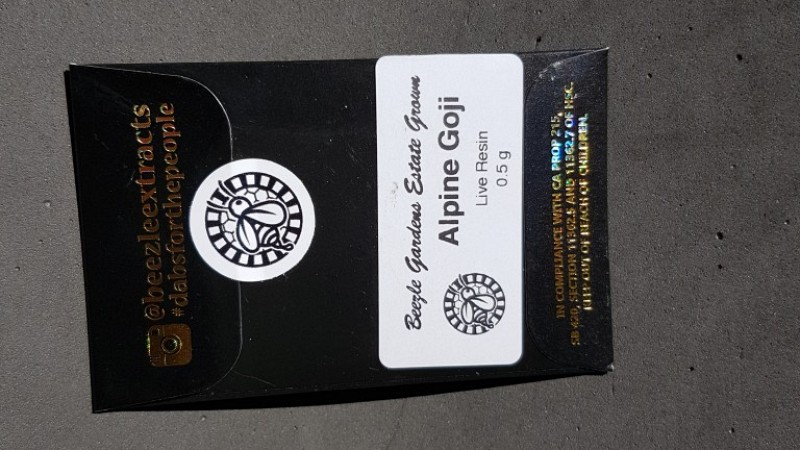 @beezleextracts
#dabsforthepeople
Beezle Gardens Estate Grown
Alpine Goji
Live Resin
0.5 g
IN COMPLIANCE WITH CA PROP 215,
SB 420, SECTION 11362.5 AND 11362.7 OF HSC.
KEEP OUT OF REACH OF CHILDREN.